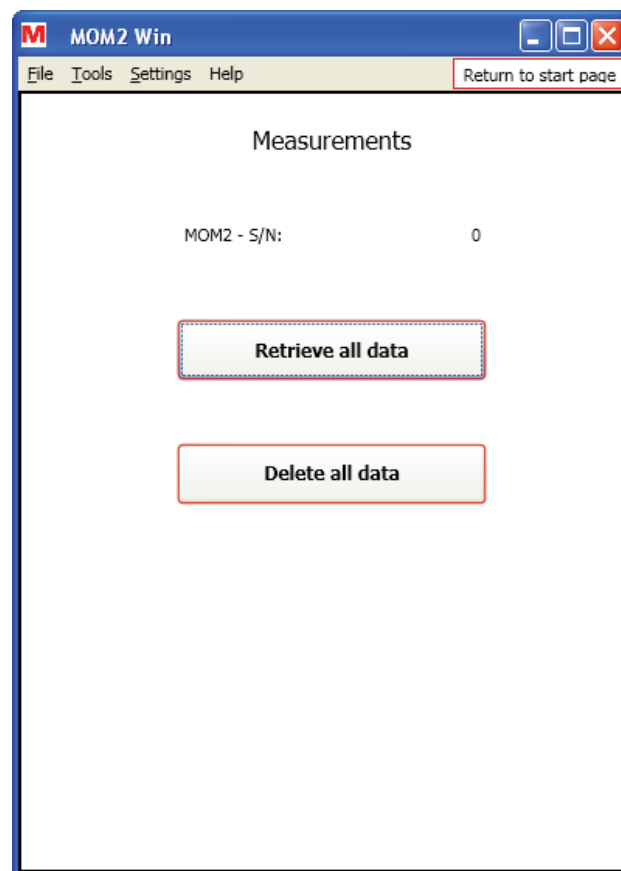 M MOM2 Win
File Tools Settings Help Return to start page
Measurements
MOM2 - S/N: 0
Retrieve all data
Delete all data